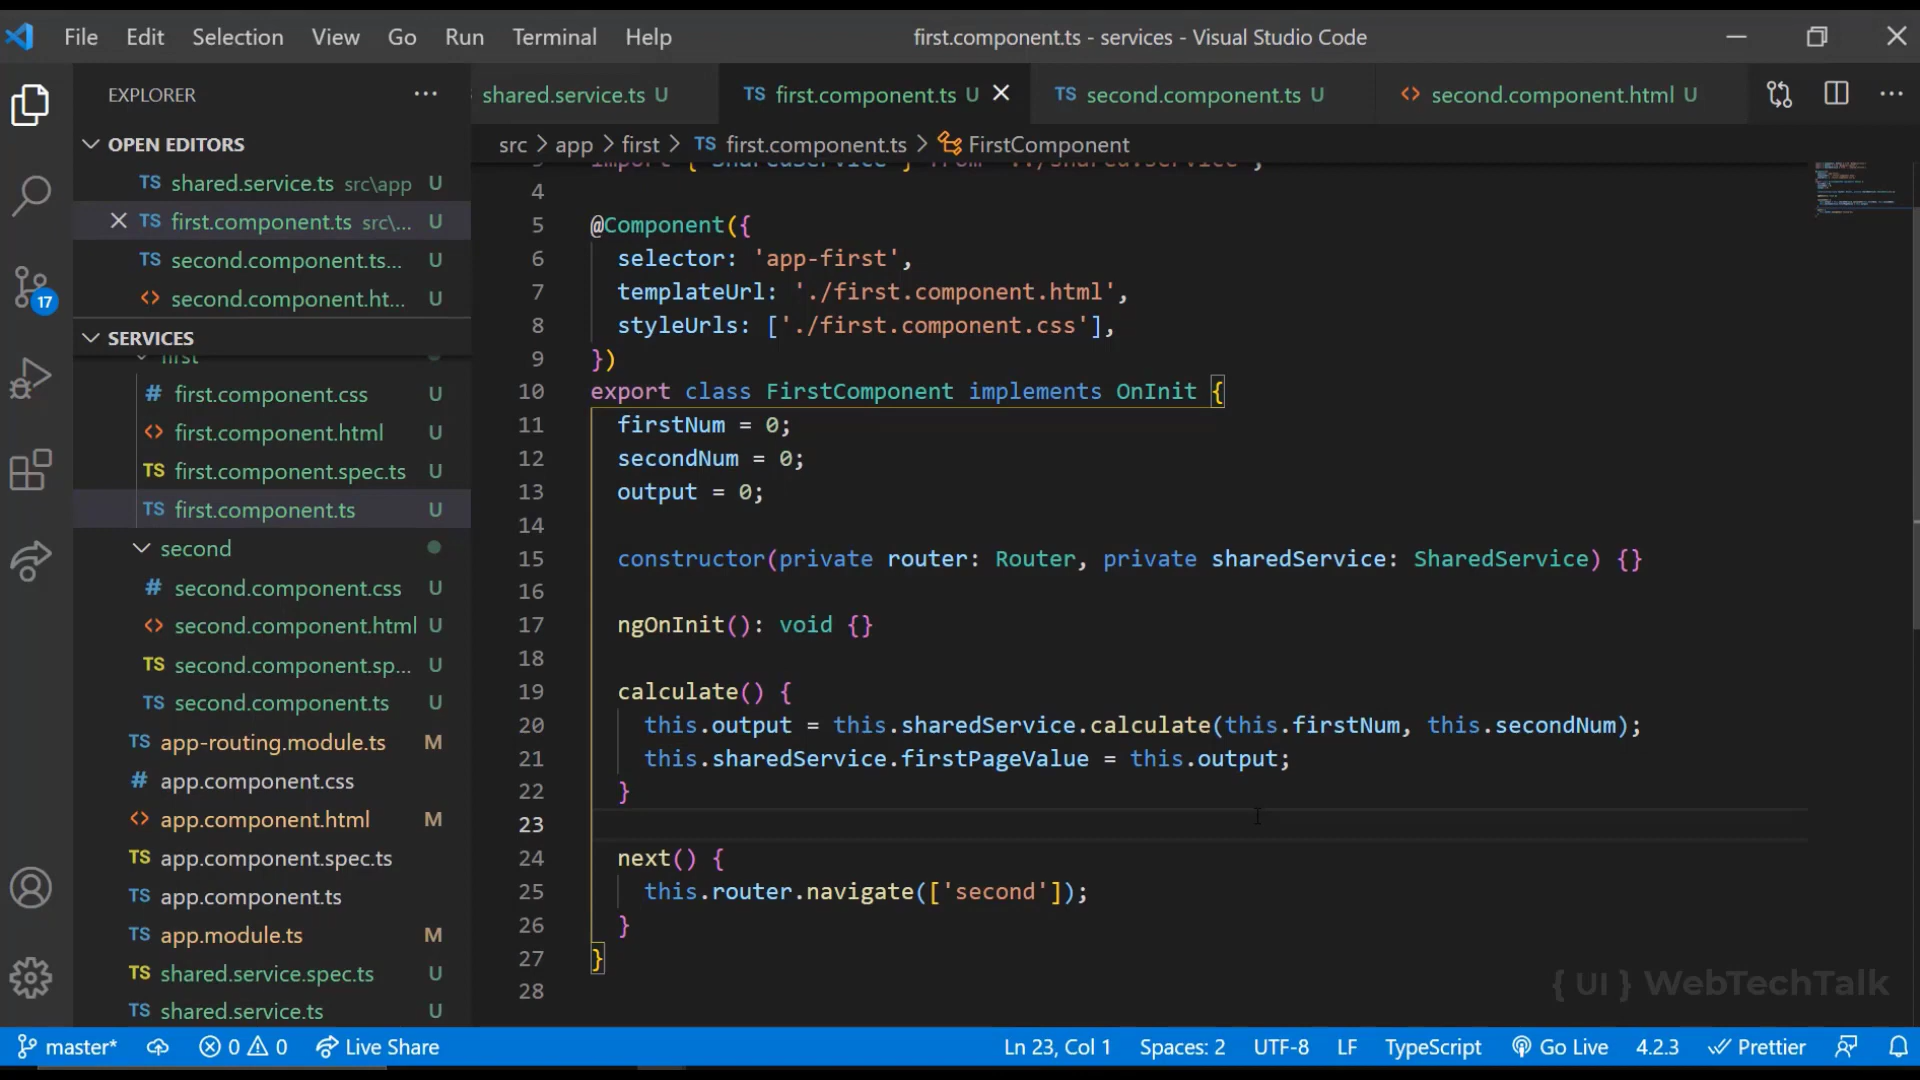 File Edit Selection View Go Run Terminal Help first.component.ts - services - Visual Studio Code
EXPLORER ...
shared.service.ts U TS first.component.ts U TS second.component.ts U <> second.component.html U ...
OPEN EDITORS
TS shared.service.ts src\app U
TS first.component.ts src\... U
TS second.component.ts... U
<> second.component.ht... U
SERVICES
first
# first.component.css U
<> first.component.html U
TS first.component.spec.ts U
TS first.component.ts U
second
# second.component.css U
<> second.component.html U
TS second.component.sp... U
TS second.component.ts U
TS app-routing.module.ts M
# app.component.css
<> app.component.html M
TS app.component.spec.ts
TS app.component.ts
TS app.module.ts M
TS shared.service.spec.ts U
TS shared.service.ts U
17
src > app > first > TS first.component.ts > FirstComponent
import { SharedService } from '../shared.service';
4
5 @Component({
6 selector: 'app-first',
7 templateUrl: './first.component.html',
8 styleUrls: ['./first.component.css'],
9 })
10 export class FirstComponent implements OnInit {
11 firstNum = 0;
12 secondNum = 0;
13 output = 0;
14
15 constructor(private router: Router, private sharedService: SharedService) {}
16
17 ngOnInit(): void {}
18
19 calculate() {
20 this.output = this.sharedService.calculate(this.firstNum, this.secondNum);
21 this.sharedService.firstPageValue = this.output;
22 }
23
24 next() {
25 this.router.navigate(['second']);
26 }
27 }
28
{ UI } WebTechTalk
master* 0 0 Live Share Ln 23, Col 1 Spaces: 2 UTF-8 LF TypeScript Go Live 4.2.3 Prettier